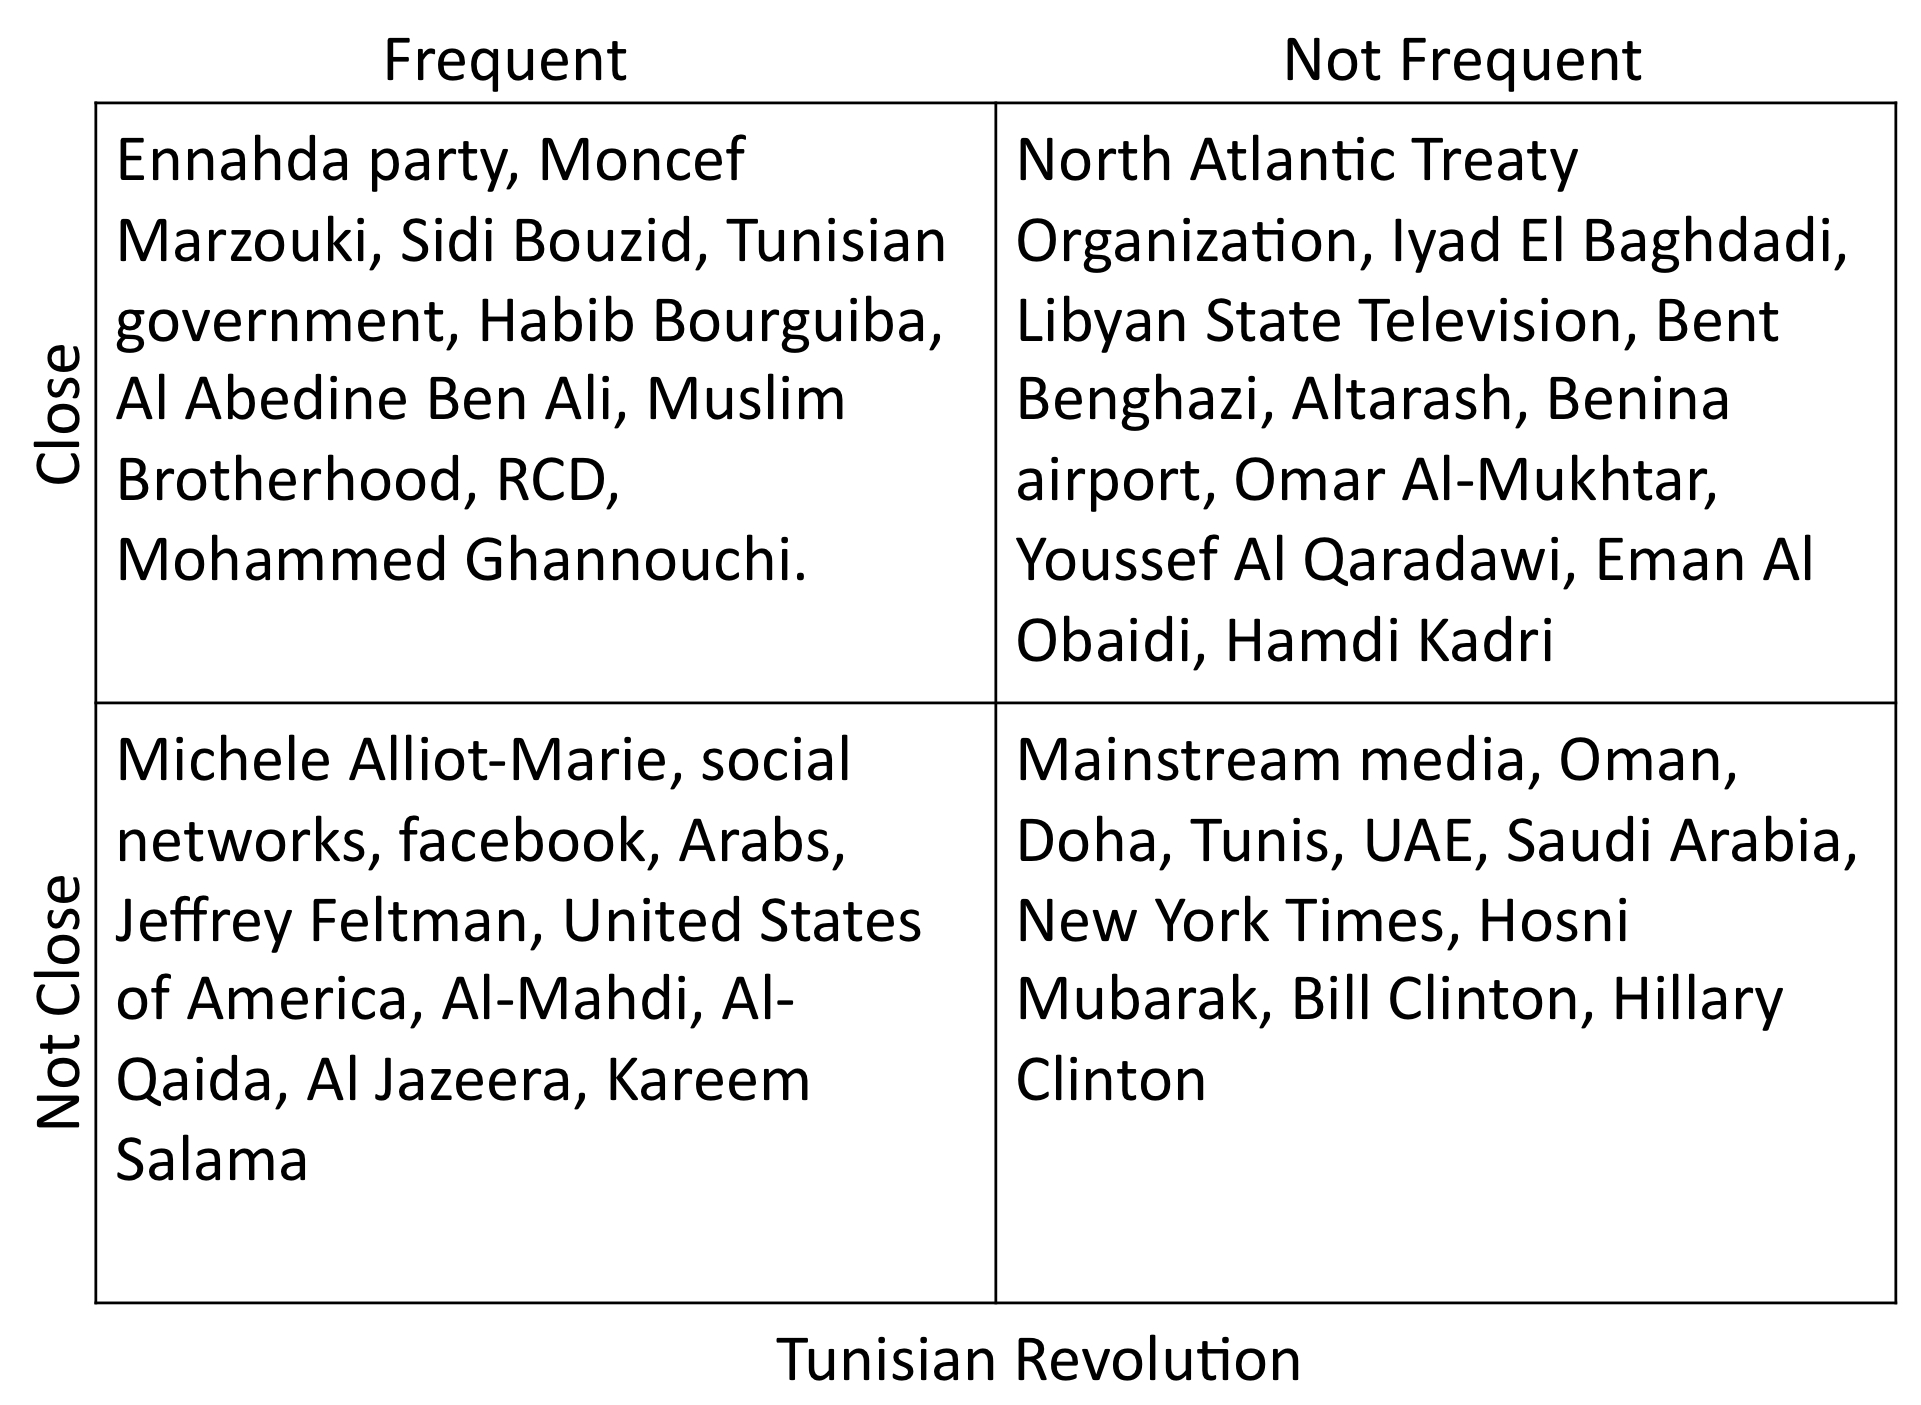 Frequent
Not Frequent
Close
Ennahda party, Moncef
Marzouki, Sidi Bouzid, Tunisian
government, Habib Bourguiba,
Al Abedine Ben Ali, Muslim
Brotherhood, RCD,
Mohammed Ghannouchi.
North Atlantic Treaty
Organization, Iyad El Baghdadi,
Libyan State Television, Bent
Benghazi, Altarash, Benina
airport, Omar Al-Mukhtar,
Youssef Al Qaradawi, Eman Al
Obaidi, Hamdi Kadri
Not Close
Michele Alliot-Marie, social
networks, facebook, Arabs,
Jeffrey Feltman, United States
of America, Al-Mahdi, Al-
Qaida, Al Jazeera, Kareem
Salama
Mainstream media, Oman,
Doha, Tunis, UAE, Saudi Arabia,
New York Times, Hosni
Mubarak, Bill Clinton, Hillary
Clinton
Tunisian Revolution